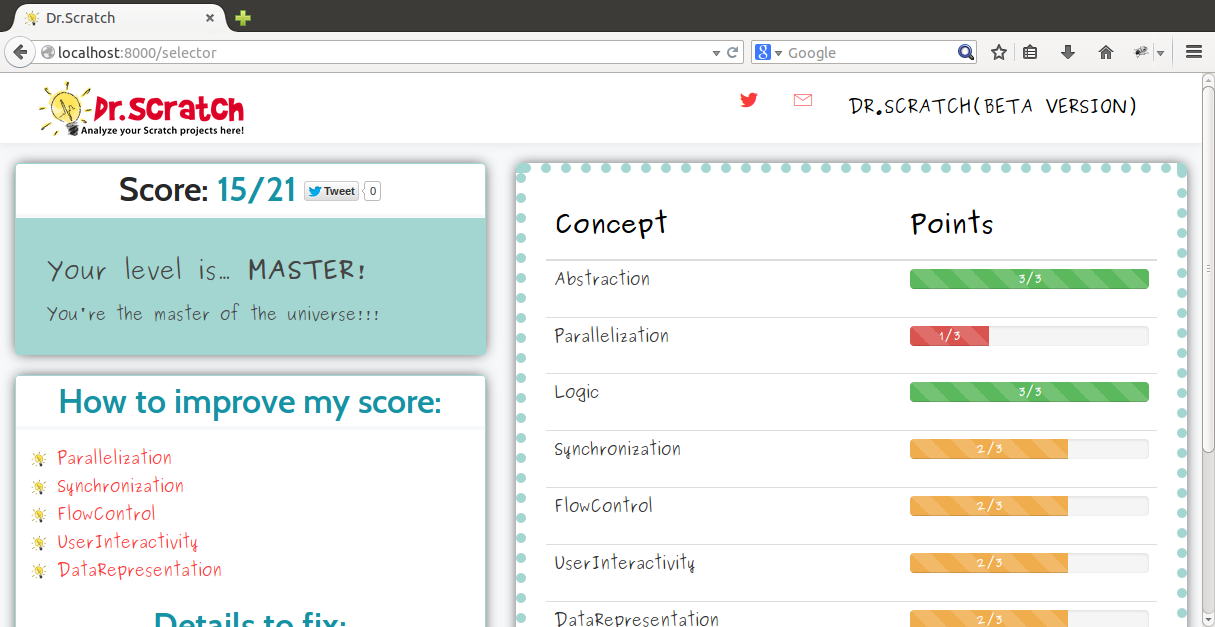 Dr.Scratch
localhost:8000/selector
Google
Dr.Scratch
Analyze your Scratch projects here!
DR.SCRATCH(BETA VERSION)
Score: 15/21 Tweet 0
Your level is... MASTER!
You're the master of the universe!!!
How to improve my score:
Parallelization
Synchronization
FlowControl
UserInteractivity
DataRepresentation
Details to fix:
Concept Points
Abstraction 3/3
Parallelization 1/3
Logic 3/3
Synchronization 2/3
FlowControl 2/3
UserInteractivity 2/3
DataRepresentation 2/3